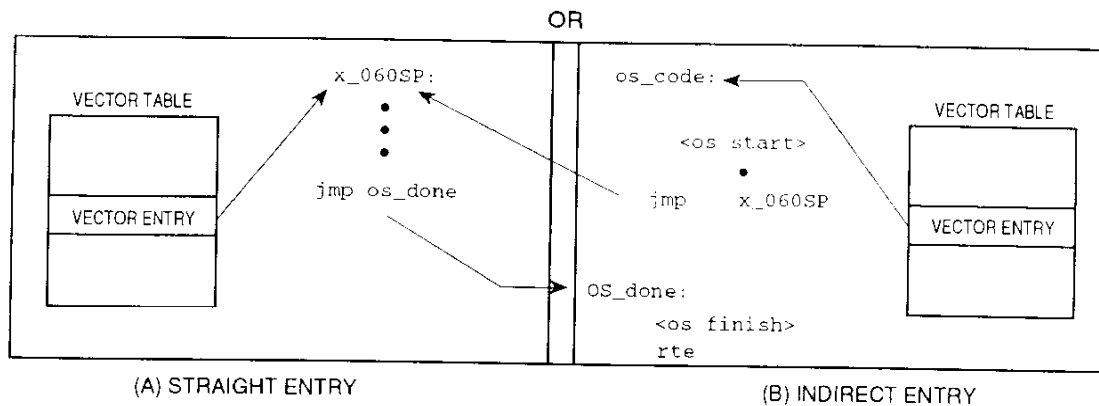 OR
x_060SP:
VECTOR TABLE
jmp os_done
VECTOR ENTRY
os_code:
VECTOR TABLE
<os start>
jmp x_060SP
VECTOR ENTRY
OS_done:
<os finish>
rte
(A) STRAIGHT ENTRY
(B) INDIRECT ENTRY